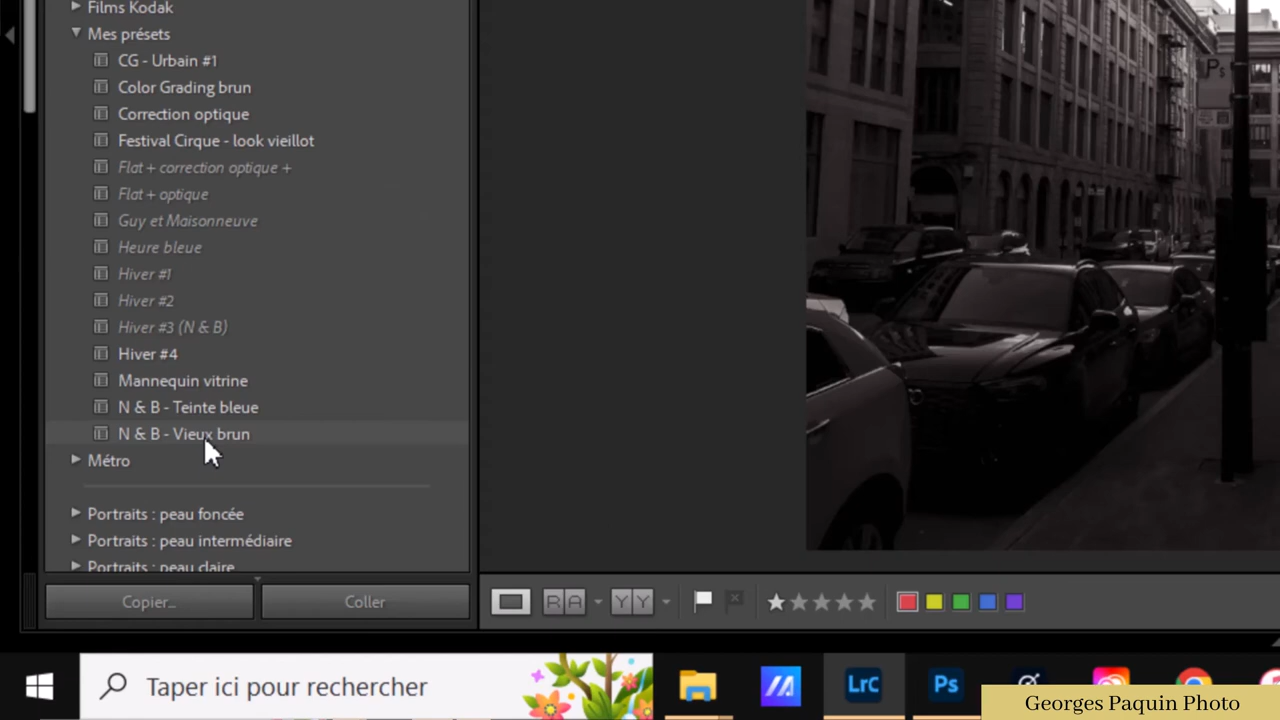 Films Kodak
Mes présets
CG - Urbain #1
Color Grading brun
Correction optique
Festival Cirque - look vieillot
Flat + correction optique +
Flat + optique
Guy et Maisonneuve
Heure bleue
Hiver #1
Hiver #2
Hiver #3 (N & B)
Hiver #4
Mannequin vitrine
N & B - Teinte bleue
N & B - Vieux brun
Métro
Portraits : peau foncée
Portraits : peau intermédiaire
Portraits : peau claire
Copier...
Coller
R A
Y Y
Taper ici pour rechercher
LrC
Ps
Georges Paquin Photo